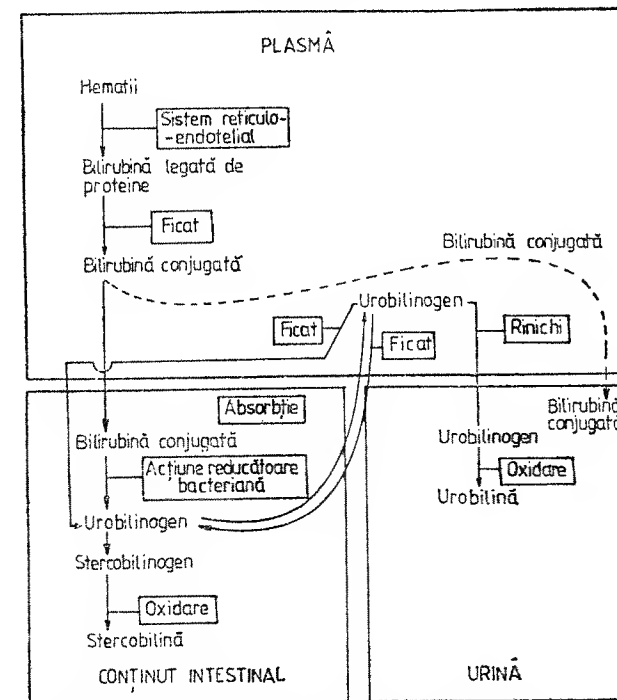 PLASMÂ
Hematii
Sistem reticulo-
-endotelial
Bilirubină legată de
proteine
Ficat
Bilirubină conjugată
Bilirubină conjugată
Urobilinogen
Ficat
Ficat
Rinichi
Absorbție
Bilirubină conjugată
Acțiune reducătoare
bacteriană
Urobilinogen
Stercobilinogen
Oxidare
Stercobilină
CONȚINUT INTESTINAL
Bilirubină
conjugată
Urobilinogen
Oxidare
Urobilină
URINĂ